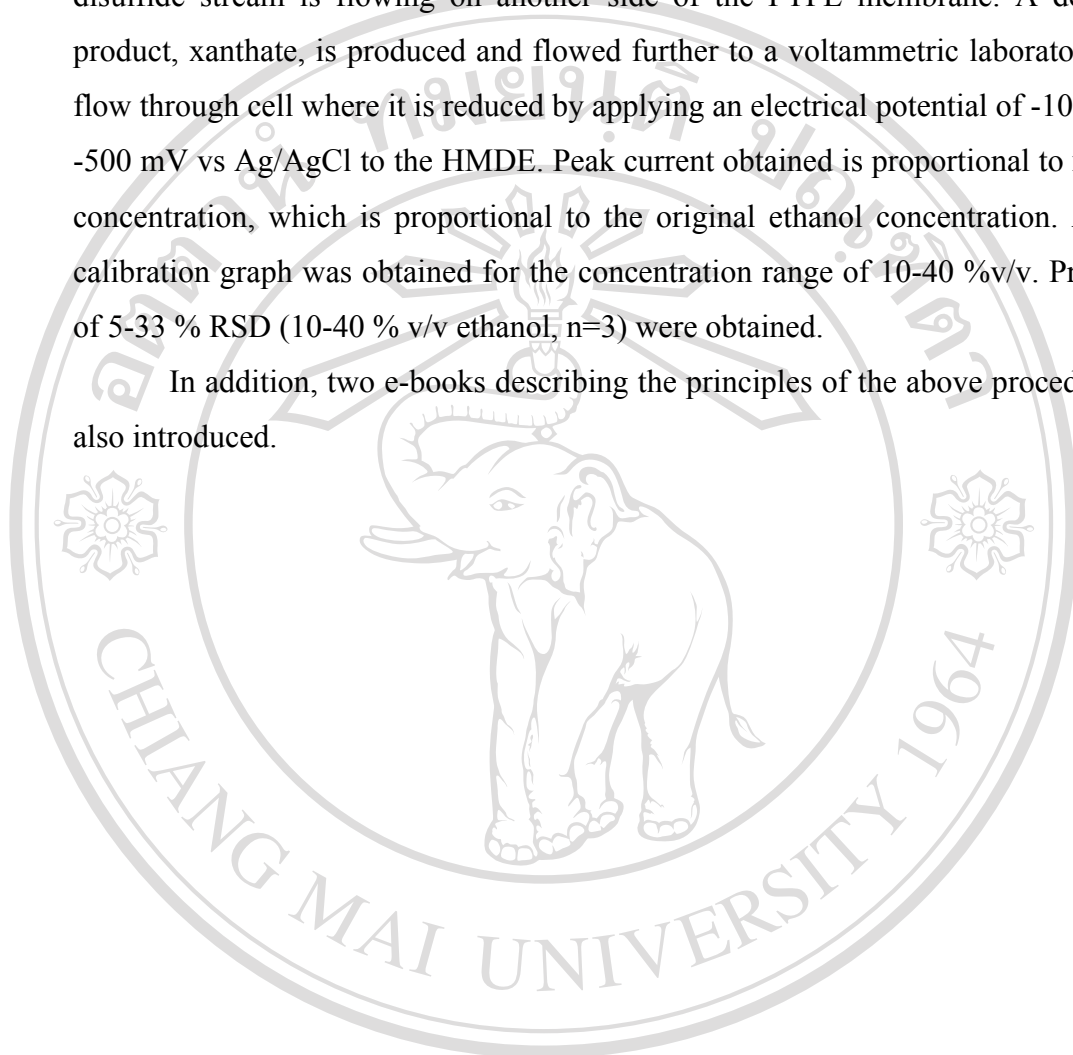 disulfide stream is flowing on another side of the PTFE membrane. A
product, xanthate, is produced and flowed further to a voltammetric
flow through cell where it is reduced by applying an electrical potential of
-500 mV vs Ag/AgCl to the HMDE. Peak current obtained is proportional to
concentration, which is proportional to the original ethanol concentration.
calibration graph was obtained for the concentration range of 10-40 %v/v.
of 5-33 % RSD (10-40 % v/v ethanol, n=3) were obtained.
In addition, two e-books describing the principles of the above
also introduced.
CHIANG MAI UNIVERSITY 1964